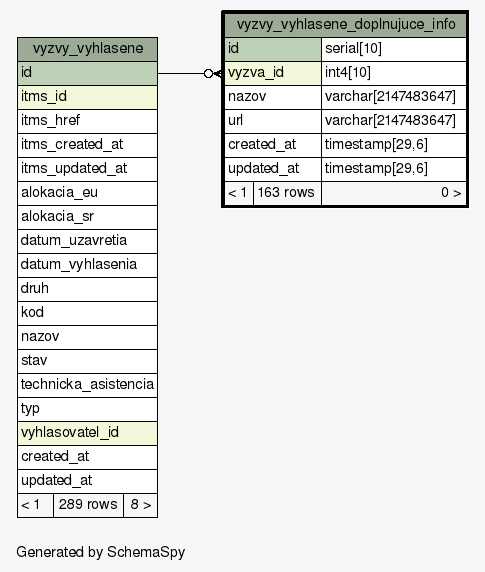 vyzvy_vyhlasene
id
itms_id
itms_href
itms_created_at
itms_updated_at
alokacia_eu
alokacia_sr
datum_uzavretia
datum_vyhlasenia
druh
kod
nazov
stav
technicka_asistencia
typ
vyhlasovatel_id
created_at
updated_at
< 1 289 rows 8 >
vyzvy_vyhlasene_doplnujuce_info
id serial[10]
vyzva_id int4[10]
nazov varchar[2147483647]
url varchar[2147483647]
created_at timestamp[29,6]
updated_at timestamp[29,6]
< 1 163 rows 0 >
Generated by SchemaSpy